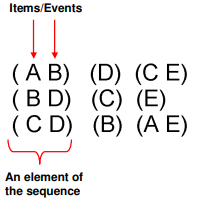 Items/Events
( A B) (D) (C E)
( B D) (C) (E)
( C D) (B) (A E)
An element of
the sequence